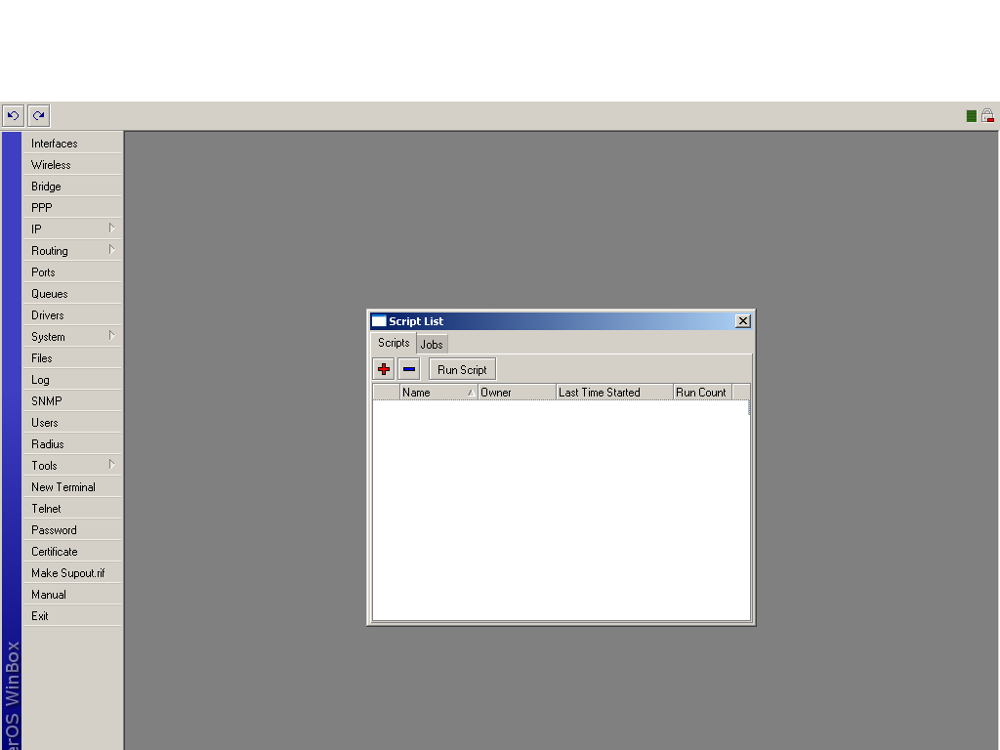 Interfaces
Wireless
Bridge
PPP
IP
Routing
Ports
Queues
Drivers
System
Files
Log
SNMP
Users
Radius
Tools
New Terminal
Telnet
Password
Certificate
Make Supout.rif
Manual
Exit
erOS WinBox
Script List
Scripts Jobs
Run Script
Name Owner Last Time Started Run Count